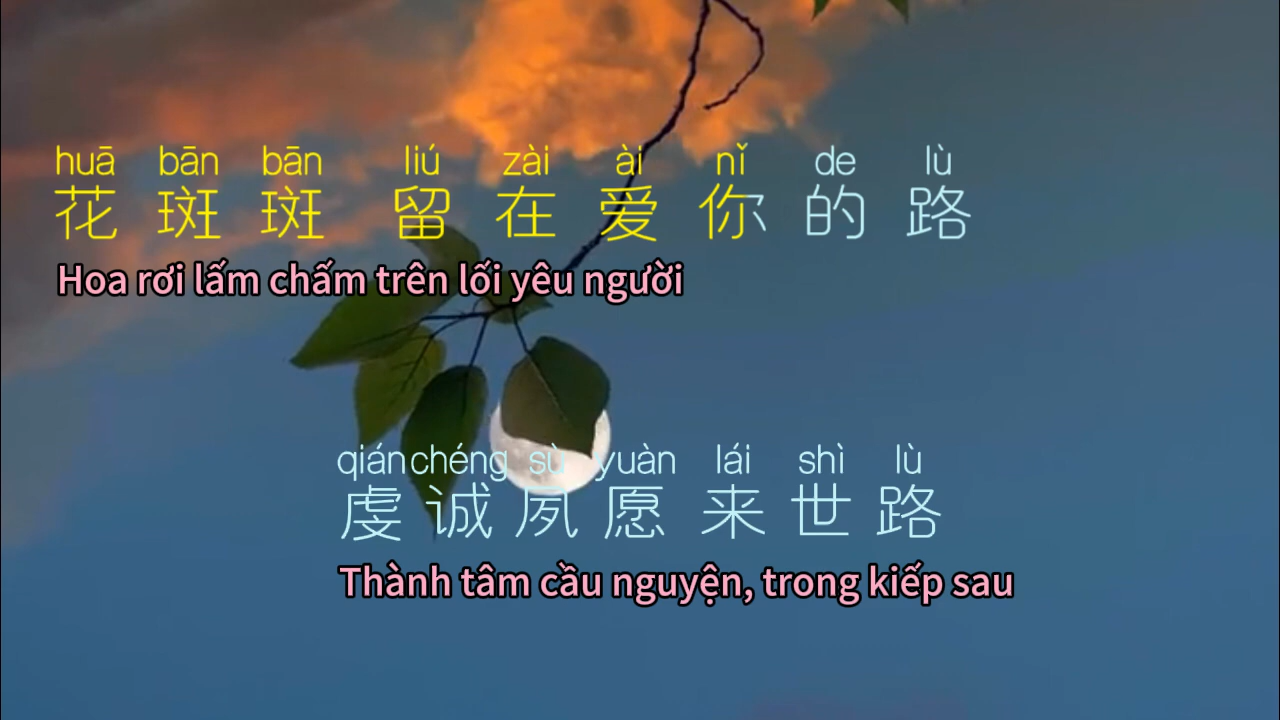 huā bān bān liú zài ài nǐ de lù
花斑斑 留在爱你的路
Hoa rơi lấm chấm trên lối yêu người
qián chéng sù yuàn lái shì lù
虔诚夙愿来世路
Thành tâm cầu nguyện, trong kiếp sau